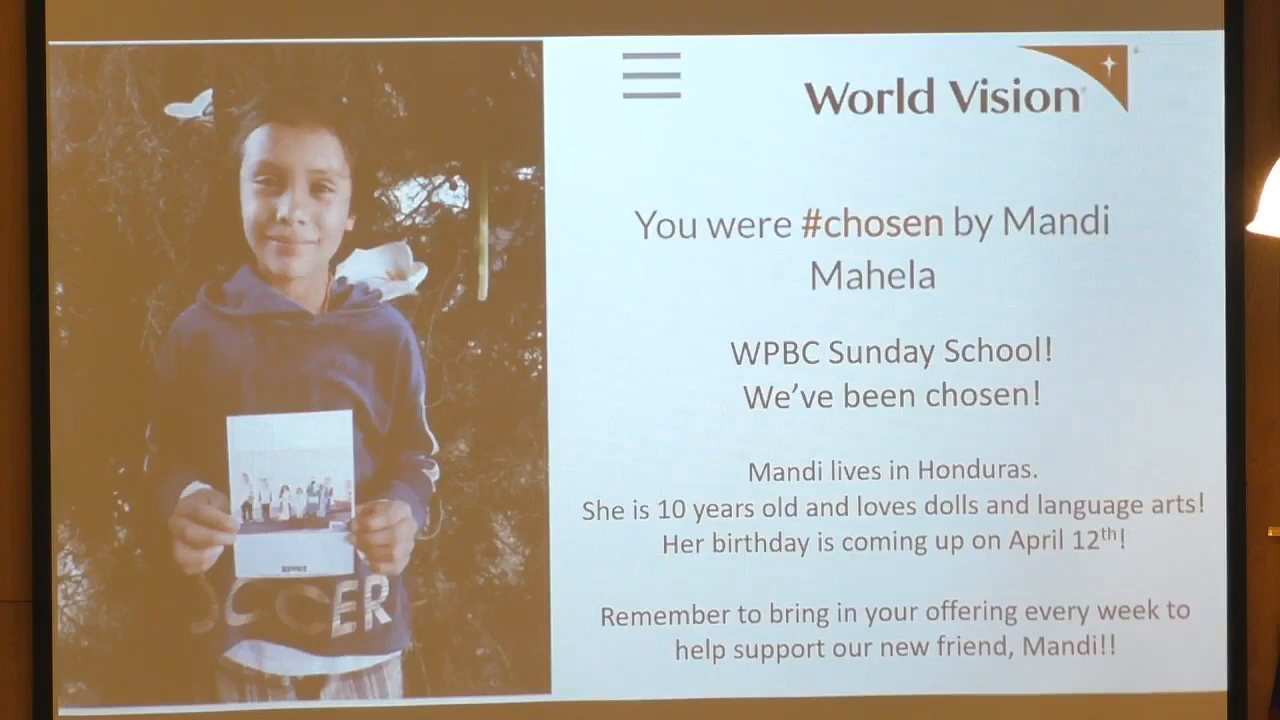 World Vision
You were #chosen by Mandi
Mahela
WPBC Sunday School!
We’ve been chosen!
Mandi lives in Honduras.
She is 10 years old and loves dolls and language arts!
Her birthday is coming up on April 12th!
Remember to bring in your offering every week to
help support our new friend, Mandi!!
SOCCER